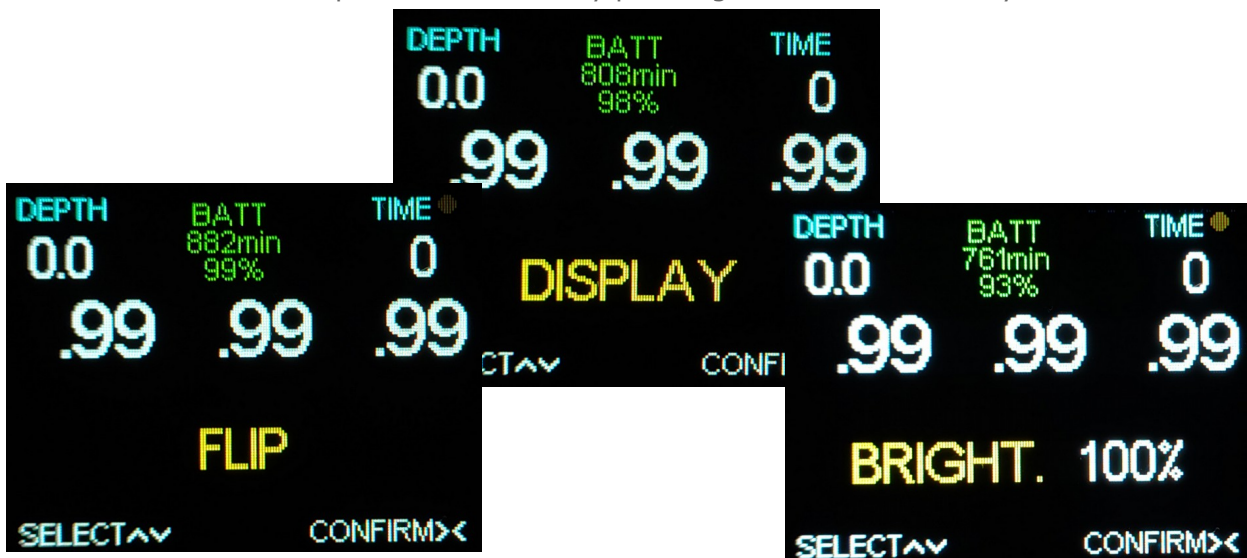 DEPTH BATT TIME
0.0 808min 0
98%
.99 .99 .99
DISPLAY
CT^v CONFI
DEPTH BATT TIME
0.0 882min 0
99%
.99 .99 .99
FLIP
SELECT^v CONFIRM><
DEPTH BATT TIME
0.0 761min 0
93%
.99 .99 .99
BRIGHT. 100%
SELECT^v CONFIRM><